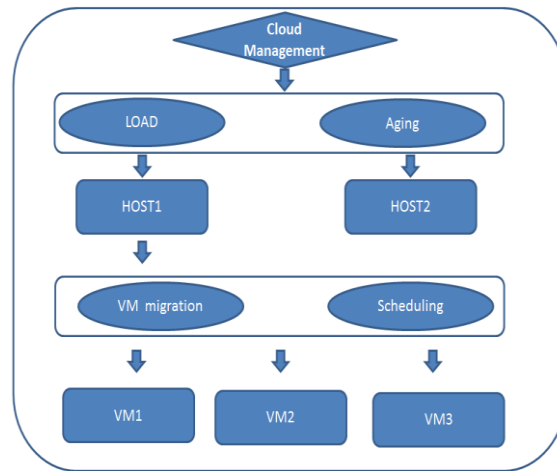 Cloud
Management
LOAD
Aging
HOST1
HOST2
VM migration
Scheduling
VM1
VM2
VM3